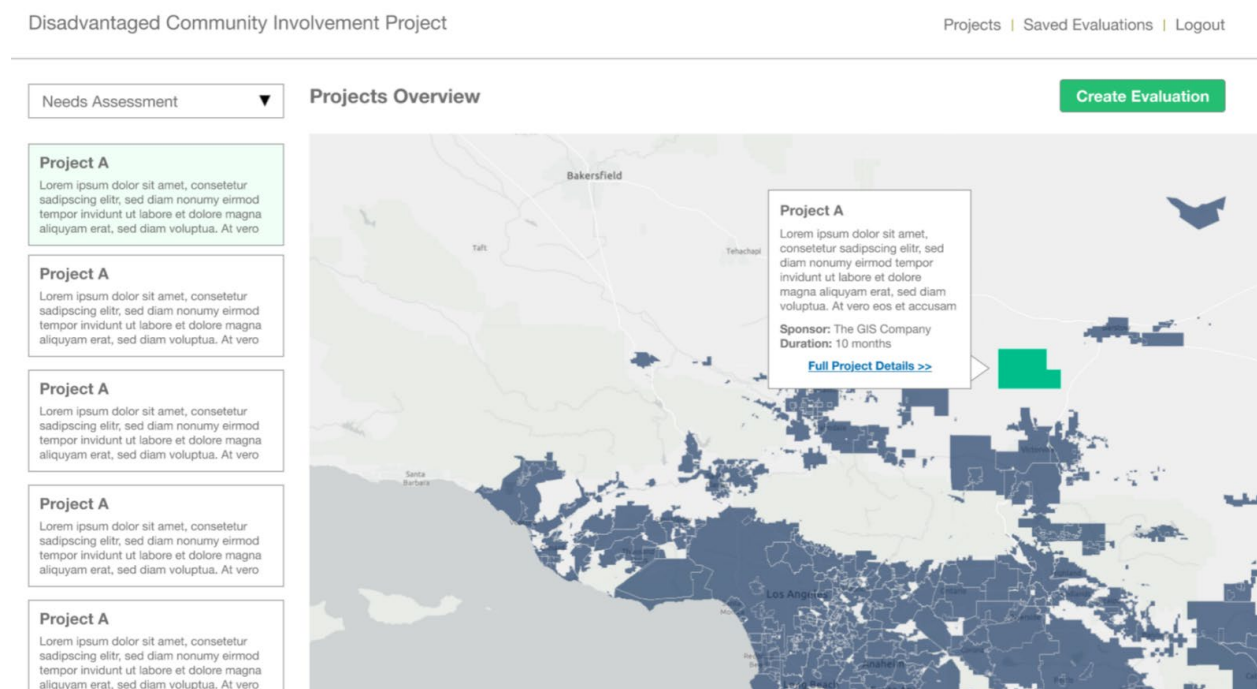 Disadvantaged Community Involvement Project
Projects | Saved Evaluations | Logout
Needs Assessment
Projects Overview
Create Evaluation
Project A
Lorem ipsum dolor sit amet, consetetur
sadipscing elitr, sed diam nonumy eirmod
tempor invidunt ut labore et dolore magna
aliquyam erat, sed diam voluptua. At vero
Project A
Lorem ipsum dolor sit amet, consetetur
sadipscing elitr, sed diam nonumy eirmod
tempor invidunt ut labore et dolore magna
aliquyam erat, sed diam voluptua. At vero
Project A
Lorem ipsum dolor sit amet, consetetur
sadipscing elitr, sed diam nonumy eirmod
tempor invidunt ut labore et dolore magna
aliquyam erat, sed diam voluptua. At vero
Project A
Lorem ipsum dolor sit amet, consetetur
sadipscing elitr, sed diam nonumy eirmod
tempor invidunt ut labore et dolore magna
aliquyam erat, sed diam voluptua. At vero
Project A
Lorem ipsum dolor sit amet, consetetur
sadipscing elitr, sed diam nonumy eirmod
tempor invidunt ut labore et dolore magna
aliquyam erat, sed diam voluptua. At vero
Bakersfield
Taft
Tehachapi
Project A
Lorem ipsum dolor sit amet,
consetetur sadipscing elitr, sed
diam nonumy eirmod tempor
invidunt ut labore et dolore
magna aliquyam erat, sed diam
voluptua. At vero eos et accusam
Sponsor: The GIS Company
Duration: 10 months
Full Project Details >>
Santa
Barbara
Los Angeles
Anaheim
Long Beach